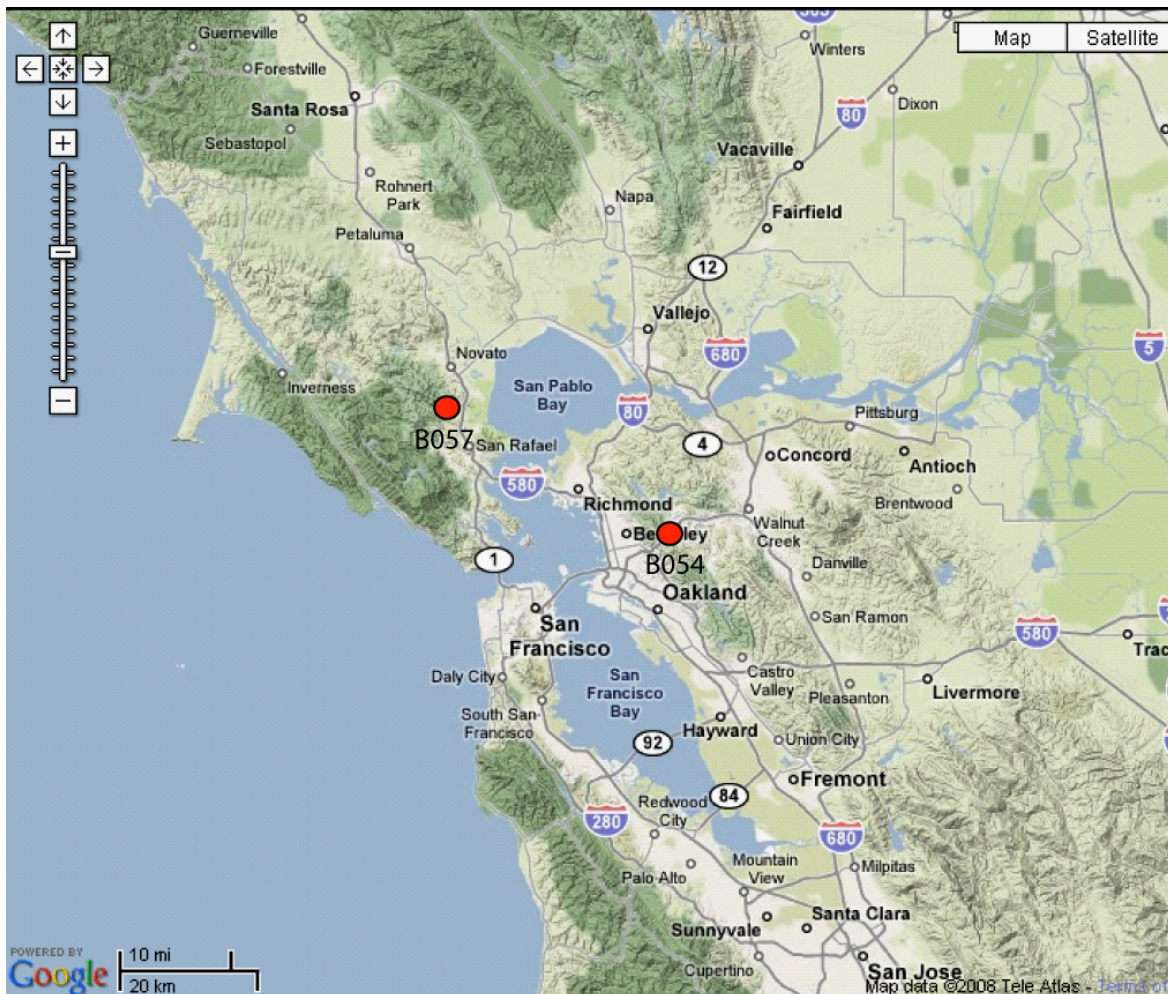 Guerneville
Winters
Map
Satellite
Forestville
Dixon
Santa Rosa
80
Sebastopol
Vacaville
Rohnert
Park
Napa
Fairfield
Petaluma
12
Vallejo
680
5
Novato
San Pablo
Bay
Inverness
80
Pittsburg
B057
San Rafael
4
Concord
Antioch
580
Richmond
Brentwood
Walnut
Creek
B054
1
Danville
Oakland
San
Francisco
San Ramon
580
Daly City
San
Francisco
Bay
Castro
Valley
Pleasanton
Livermore
South San
Francisco
Hayward
92
Union City
Fremont
84
280
Redwood
City
680
Mountain
View
Milpitas
Palo Alto
Santa Clara
Sunnyvale
Cupertino
San Jose
POWERED BY
Google
10 mi
20 km
Map data ©2008 Tele Atlas - Terms of